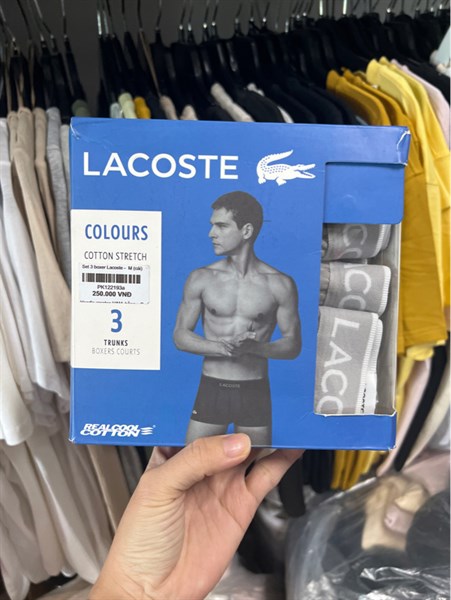 LACOSTE
COLOURS
COTTON STRETCH
Set 3 boxer Lacoste - M (cái)
PK122193a
250.000 VND
3
TRUNKS
BOXERS COURTS
REALCOOL
COTTON
LACOSTE
LACO